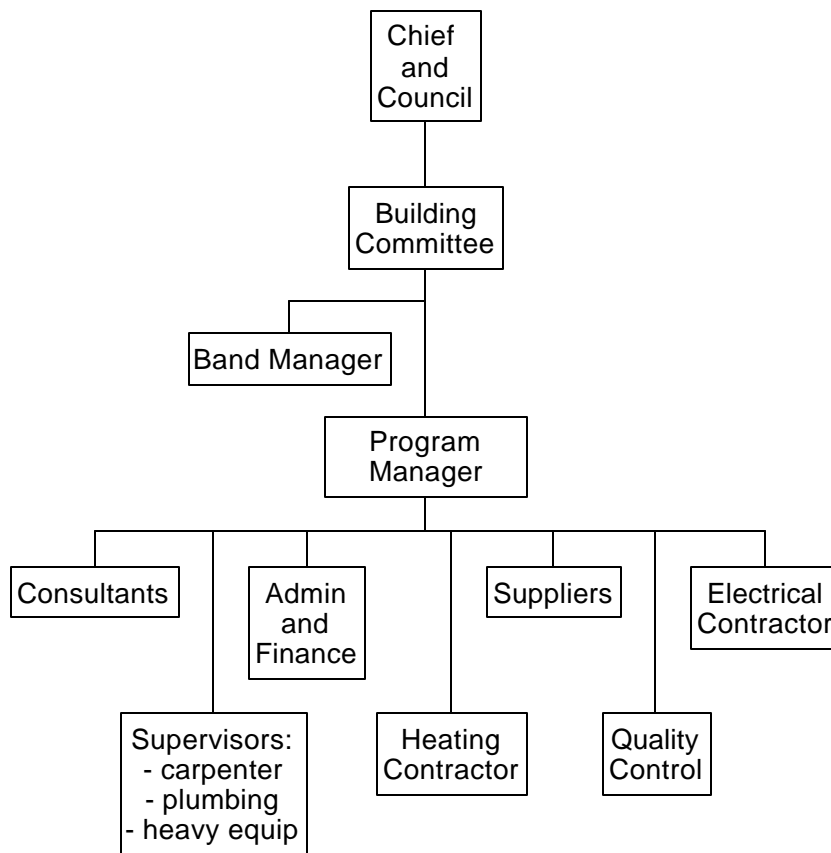 Chief
and
Council
Building
Committee
Band Manager
Program
Manager
Consultants
Admin
and
Finance
Suppliers
Electrical
Contractor
Supervisors:
- carpenter
- plumbing
- heavy equip
Heating
Contractor
Quality
Control